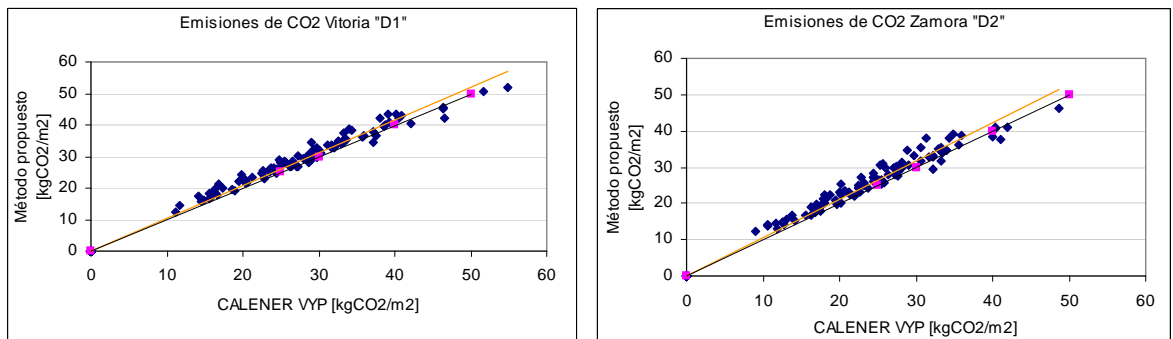 Emisiones de CO2 Vitoria "D1"
Método propuesto
[kgCO2/m2]
60
50
40
30
20
10
0
0 10 20 30 40 50 60
CALENER VYP [kgCO2/m2]
Emisiones de CO2 Zamora "D2"
Método propuesto
[kgCO2/m2]
60
50
40
30
20
10
0
0 10 20 30 40 50 60
CALENER VYP [kgCO2/m2]